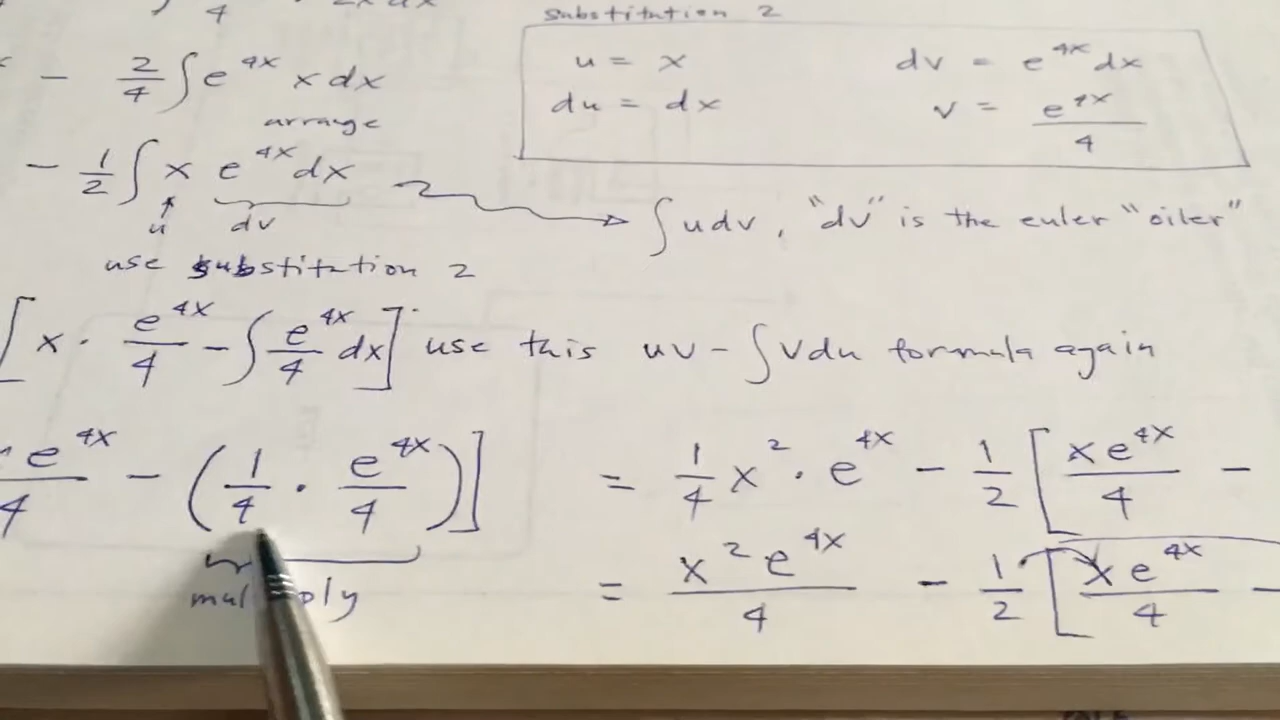 4 2x dx
substitution 2
u = x dv = e^{4x} dx
du = dx v = e^{4x}/4
- 2/4 ∫ e^{4x} x dx
arrange
- 1/2 ∫ x e^{4x} dx
u dv
∫ u dv, "dv" is the euler "oiler"
use substitution 2
[x · e^{4x}/4 - ∫ e^{4x}/4 dx] use this uv - ∫ v du formula again
e^{4x}/4 - (1/4 · e^{4x}/4)] = 1/4 x^2 · e^{4x} - 1/2 [xe^{4x}/4 -
= x^2 e^{4x}/4 - 1/2 [xe^{4x}/4 -